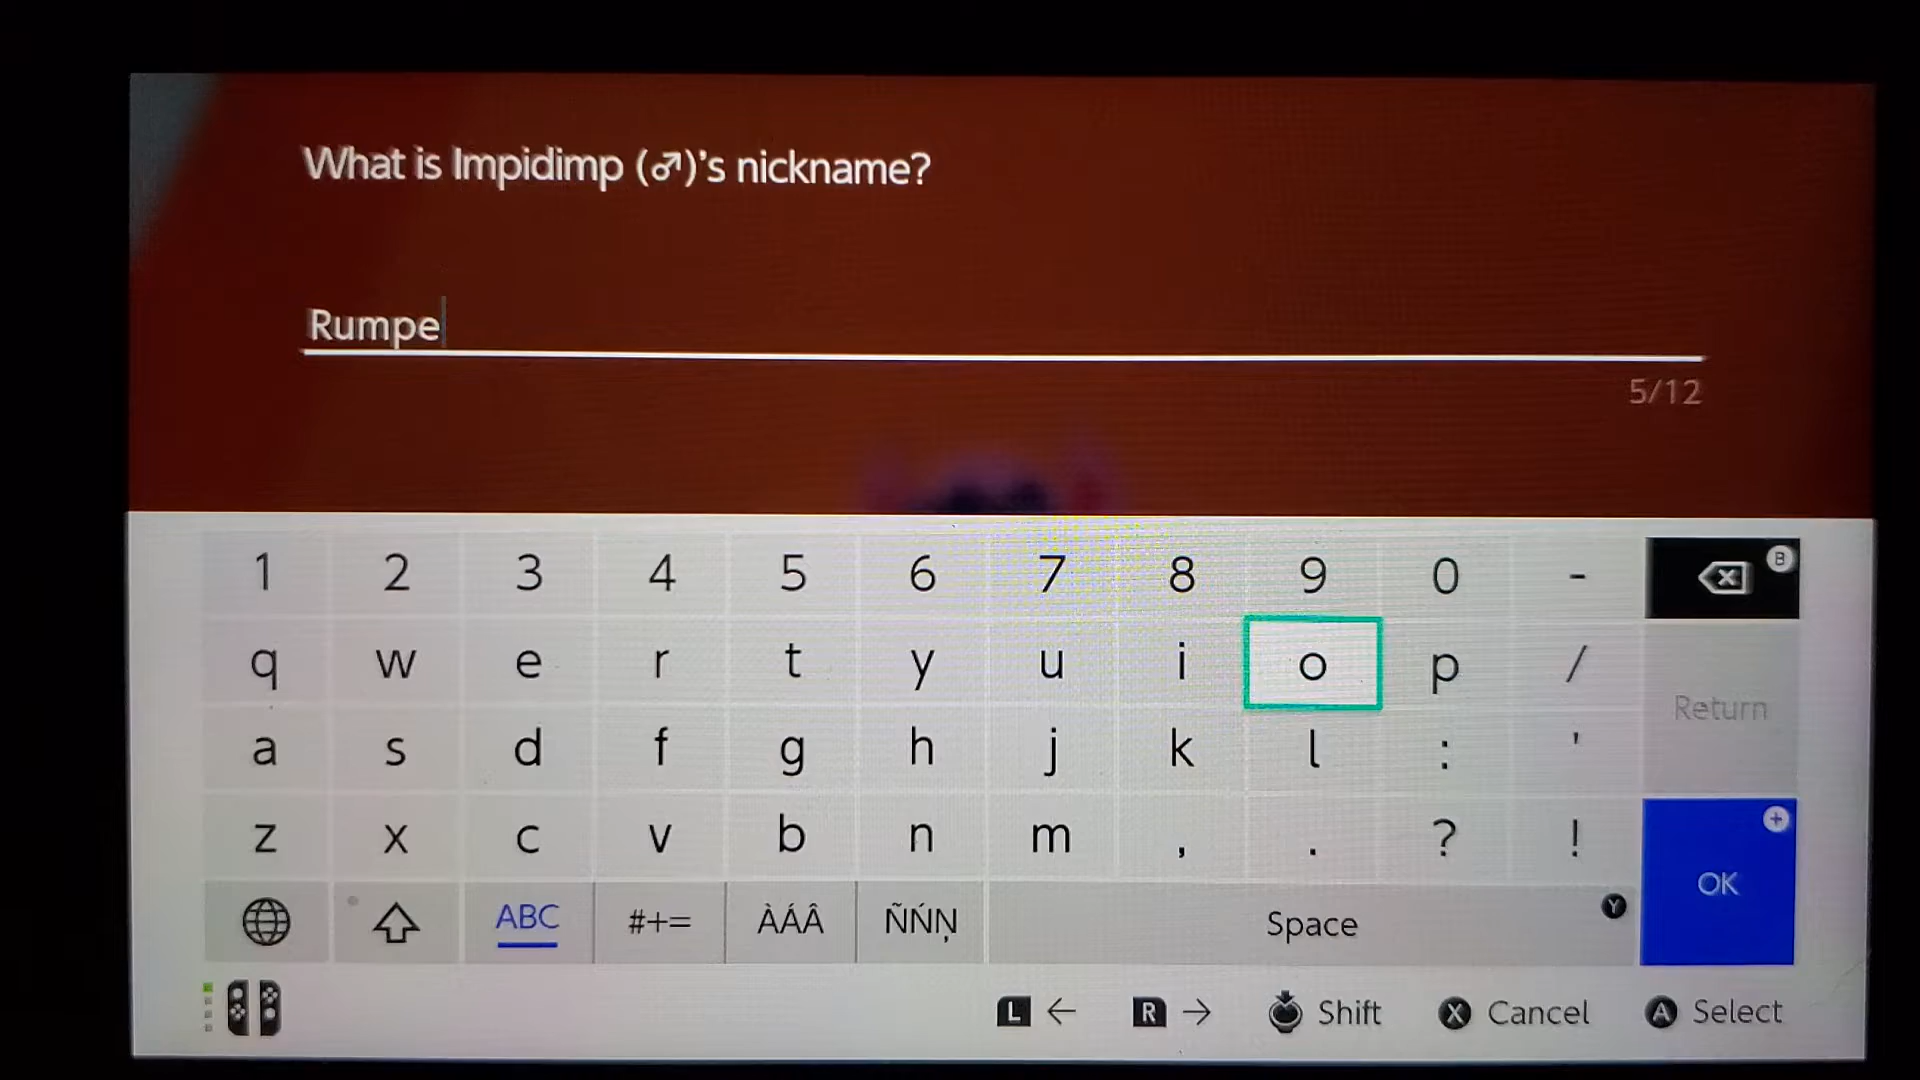 What is Impidimp (♂)'s nickname?
Rumpe
5/12
1 2 3 4 5 6 7 8 9 0 - B
q w e r t y u i o p /
Return
a s d f g h j k l : '
z x c v b n m , . ? ! +
OK
ABC #+= ÀÁÂ ÑŃŅ Space Y
L ← R → Shift X Cancel A Select